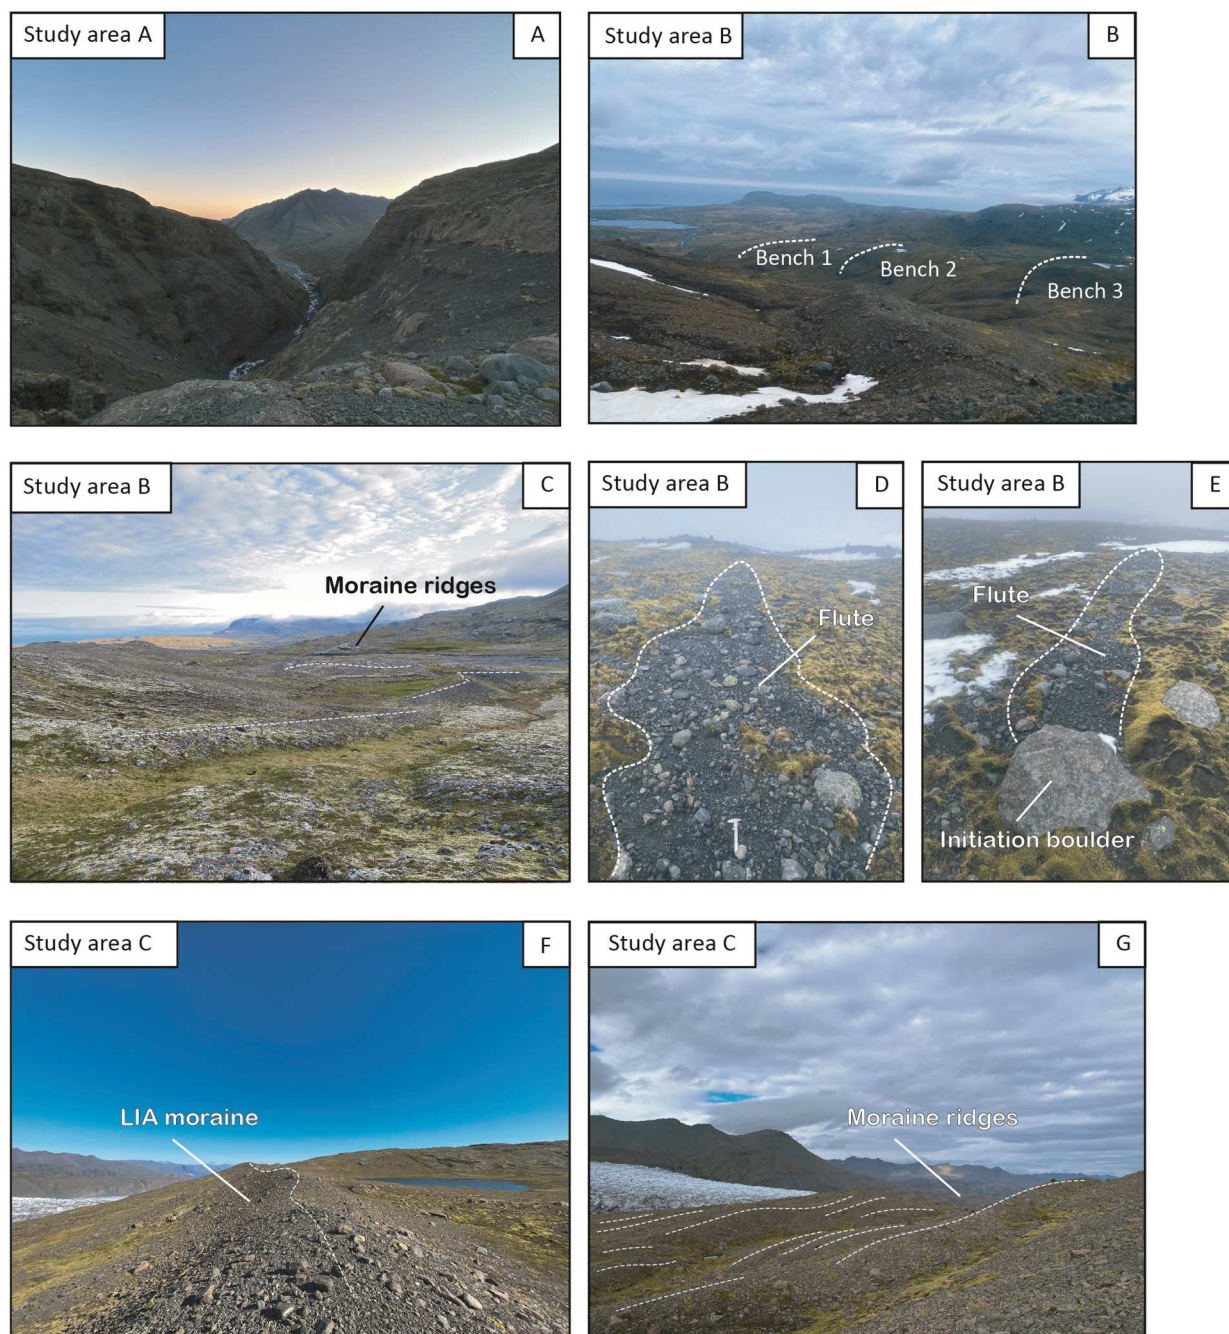 Study area A
A
Study area B
B
Bench 1
Bench 2
Bench 3
Study area B
C
Moraine ridges
Study area B
D
Flute
Study area B
E
Flute
Initiation boulder
Study area C
F
LIA moraine
Study area C
G
Moraine ridges